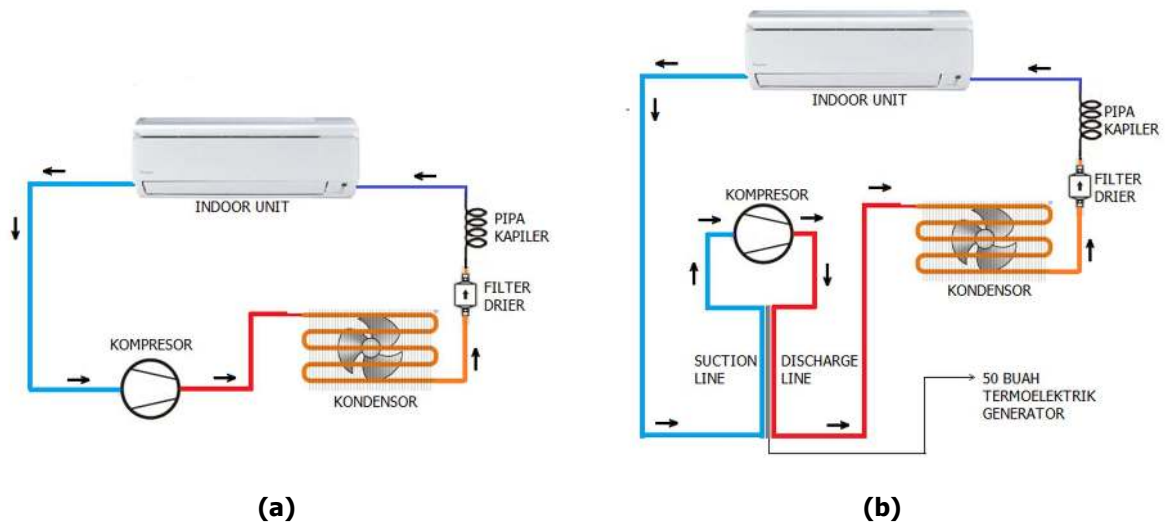 INDOOR UNIT
PIPA
KAPILER
FILTER
DRIER
KOMPRESOR
KONDENSOR
(a)
INDOOR UNIT
PIPA
KAPILER
FILTER
DRIER
KOMPRESOR
KONDENSOR
SUCTION
LINE
DISCHARGE
LINE
50 BUAH
TERMOELEKTRIK
GENERATOR
(b)